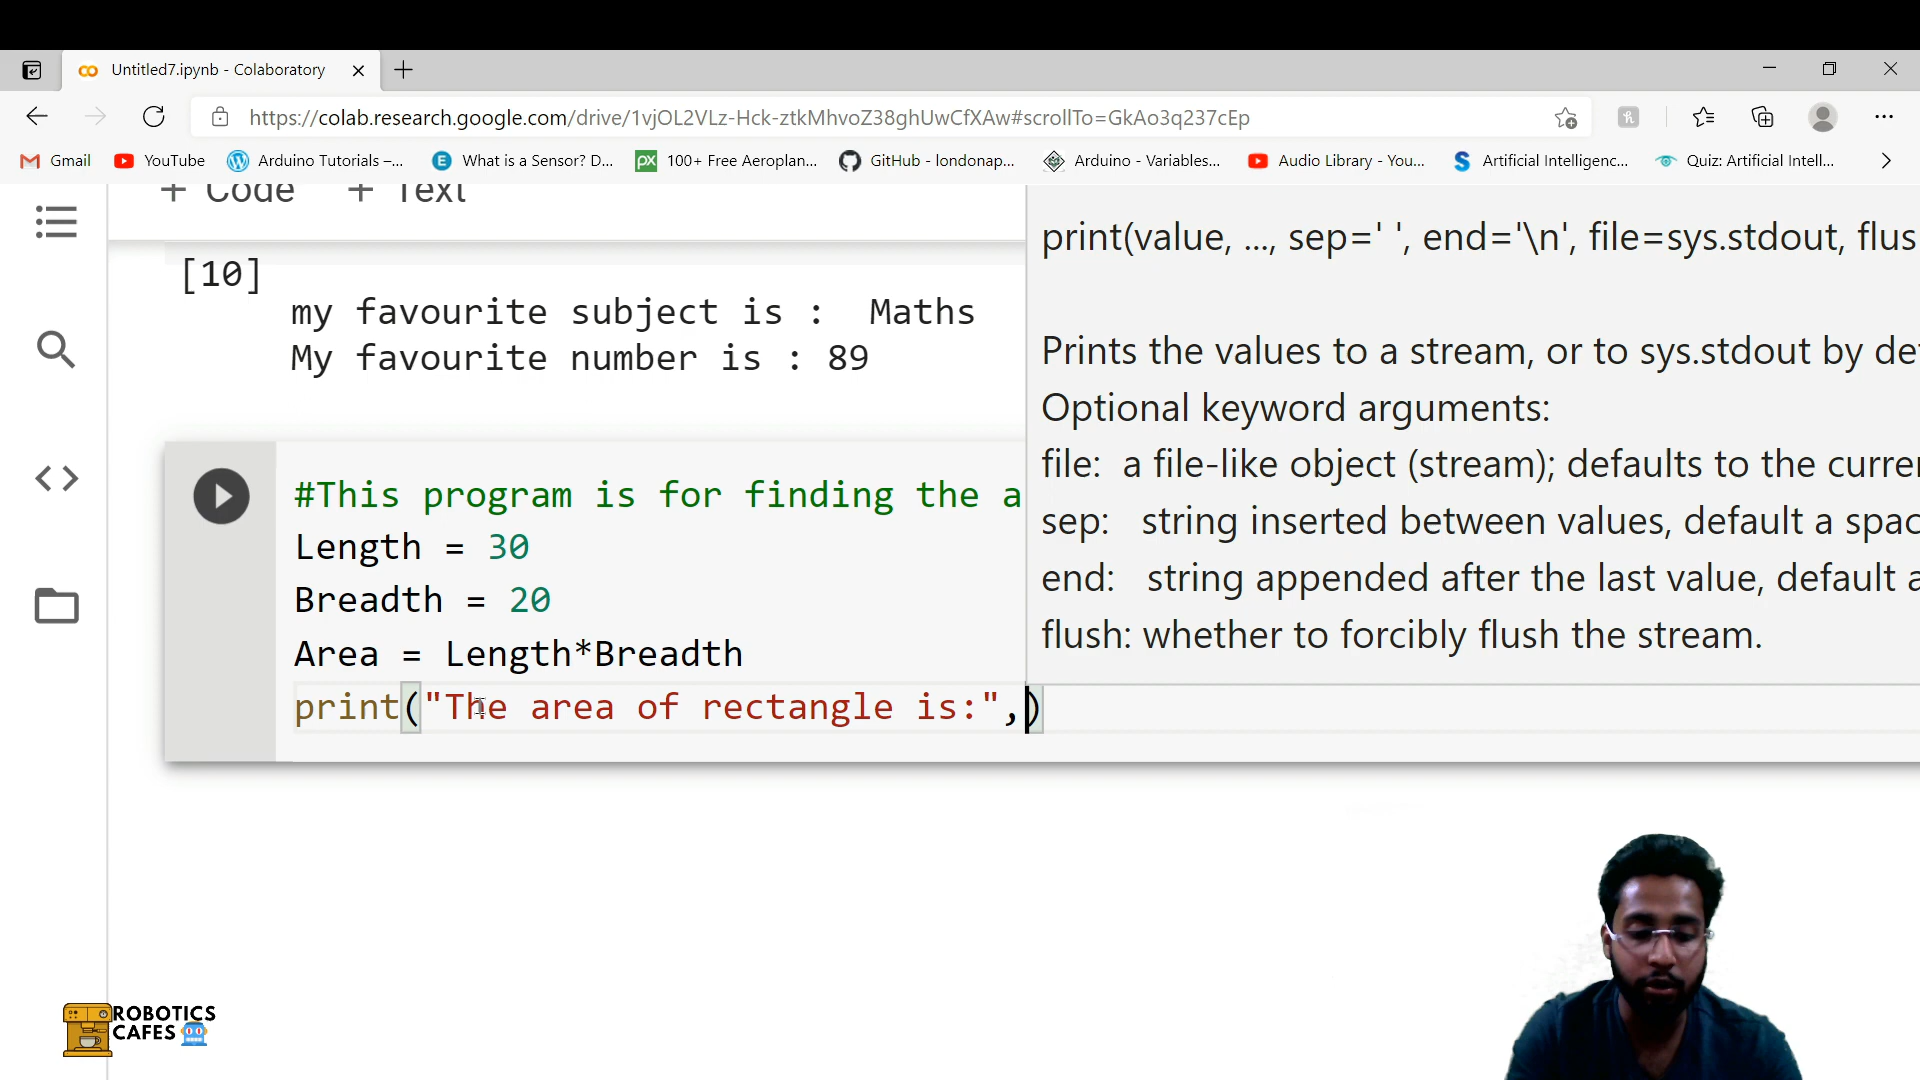 Untitled7.ipynb - Colaboratory
https://colab.research.google.com/drive/1vjOL2VLz-Hck-ztkMhvoZ38ghUwCfXAw#scrollTo=GkAo3q237cEp
Gmail YouTube Arduino Tutorials –... What is a Sensor? D... 100+ Free Aeroplan... GitHub - londonap... Arduino - Variables... Audio Library - You... Artificial Intelligenc... Quiz: Artificial Intell...
+ Code + Text
[10]
my favourite subject is :  Maths
My favourite number is : 89
#This program is for finding the a
Length = 30
Breadth = 20
Area = Length*Breadth
print("The area of rectangle is:",)
print(value, ..., sep=' ', end='\n', file=sys.stdout, flus
Prints the values to a stream, or to sys.stdout by de
Optional keyword arguments:
file: a file-like object (stream); defaults to the curre
sep: string inserted between values, default a spac
end: string appended after the last value, default a
flush: whether to forcibly flush the stream.
ROBOTICS
CAFES